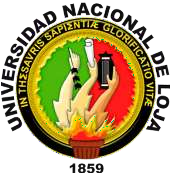 UNIVERSIDAD NACIONAL DE LOJA
IN THESAVRIS SAPIENTIÆ GLORIFICATIO VITÆ
1859